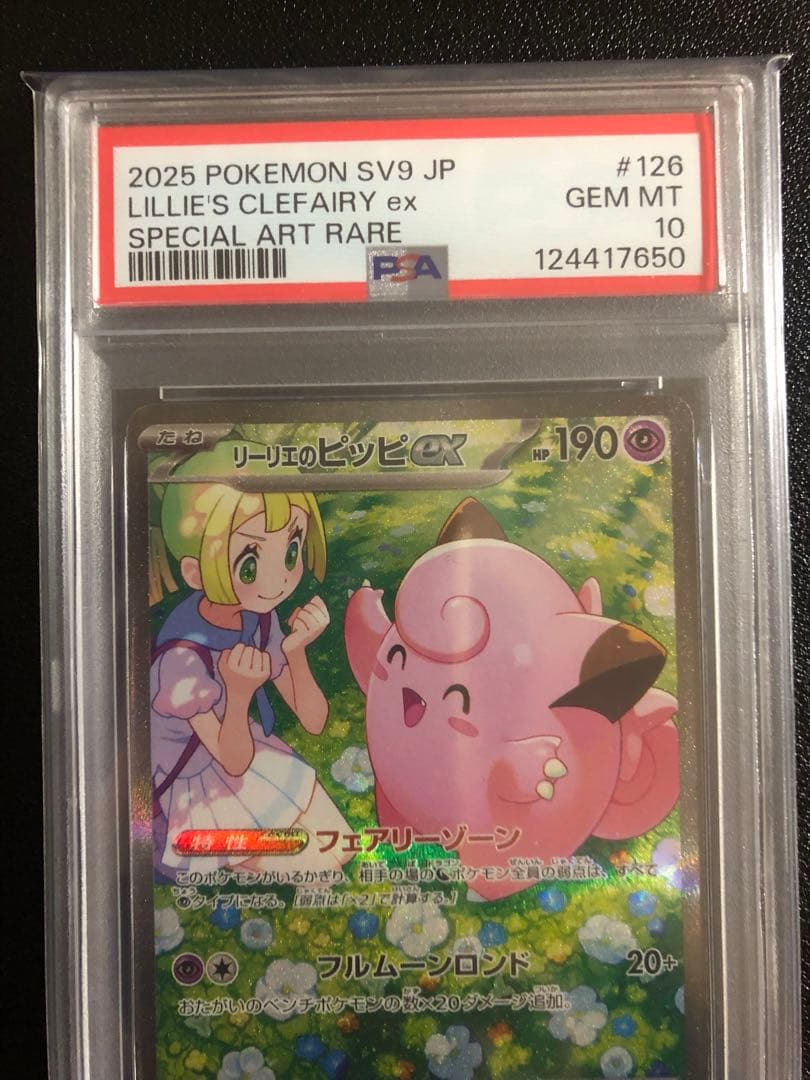 2025 POKEMON SV9 JP #126
LILLIE'S CLEFAIRY ex GEM MT
SPECIAL ART RARE 10
PSA 124417650
たね リーリエのピッピex HP190
特性 フェアリーゾーン
このポケモンがいるかぎり、相手の場のポケモン全員の弱点は、すべて
タイプになる。[弱点は「×2」で計算する。]
フルムーンロンド 20+
おたがいのベンチポケモンの数×20ダメージ追加。